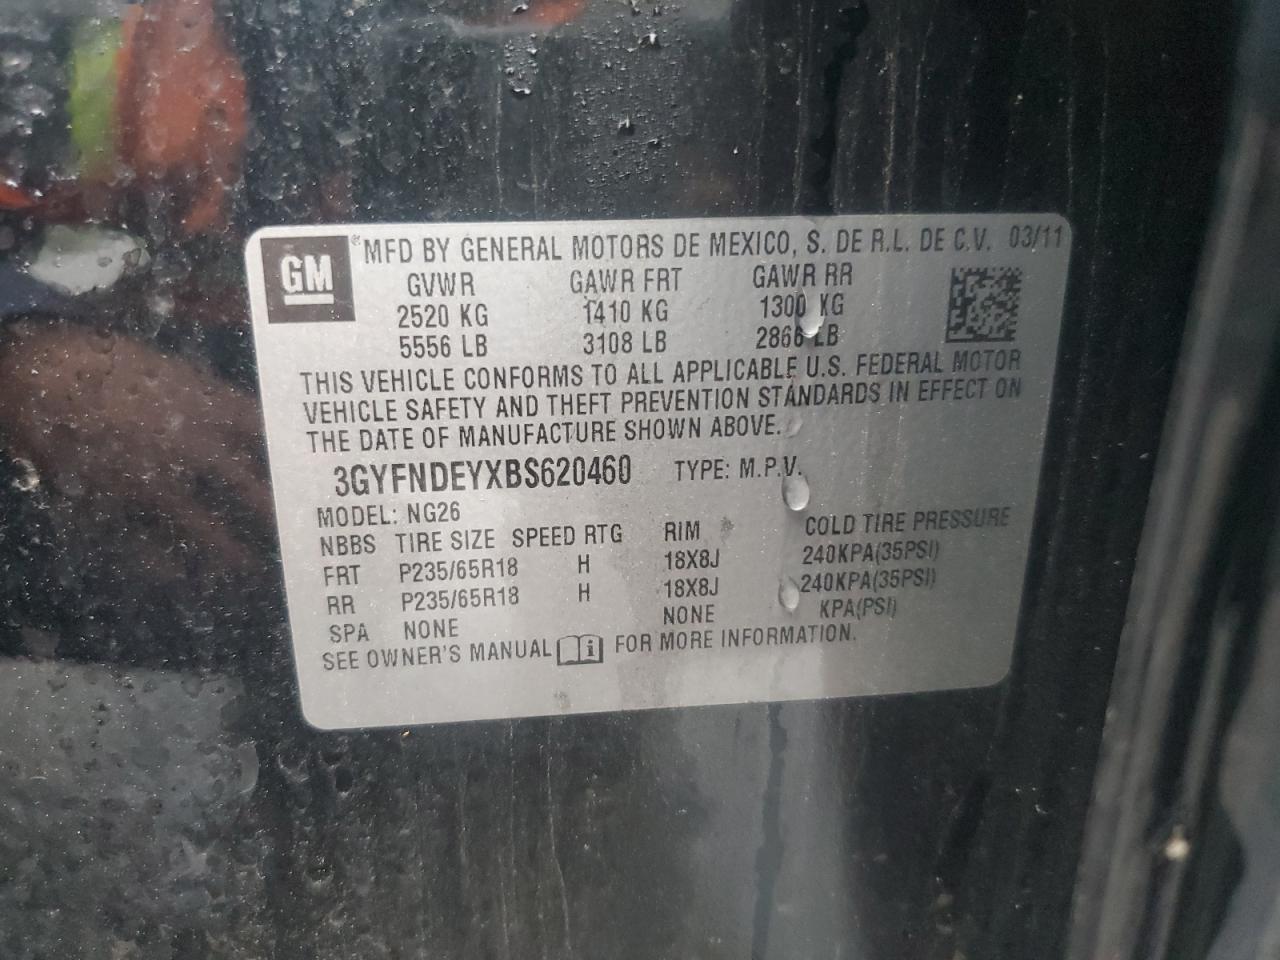 GM ® MFD BY GENERAL MOTORS DE MEXICO, S. DE R.L. DE C.V. 03/11
GVWR GAWR FRT GAWR RR
2520 KG 1410 KG 1300 KG
5556 LB 3108 LB 2866 LB
THIS VEHICLE CONFORMS TO ALL APPLICABLE U.S. FEDERAL MOTOR
VEHICLE SAFETY AND THEFT PREVENTION STANDARDS IN EFFECT ON
THE DATE OF MANUFACTURE SHOWN ABOVE.
3GYFNDEYXBS620460 TYPE: M.P.V.
MODEL: NG26
NBBS TIRE SIZE SPEED RTG RIM COLD TIRE PRESSURE
FRT P235/65R18 H 18X8J 240KPA(35PSI)
RR P235/65R18 H 18X8J 240KPA(35PSI)
SPA NONE NONE KPA(PSI)
SEE OWNER'S MANUAL i FOR MORE INFORMATION.